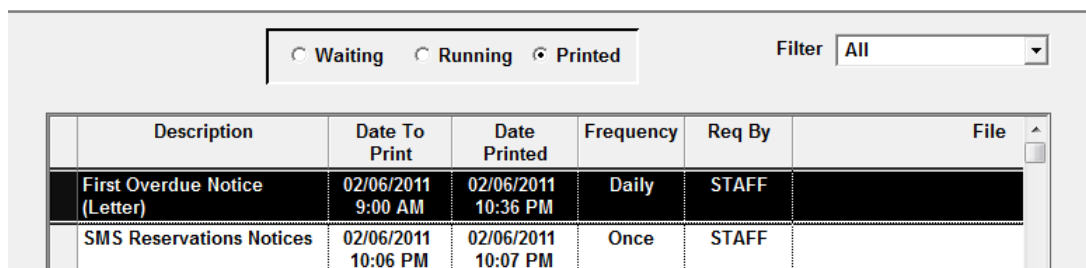 Waiting Running Printed Filter All
Description Date To Print Date Printed Frequency Req By File
First Overdue Notice (Letter) 02/06/2011 9:00 AM 02/06/2011 10:36 PM Daily STAFF
SMS Reservations Notices 02/06/2011 10:06 PM 02/06/2011 10:07 PM Once STAFF